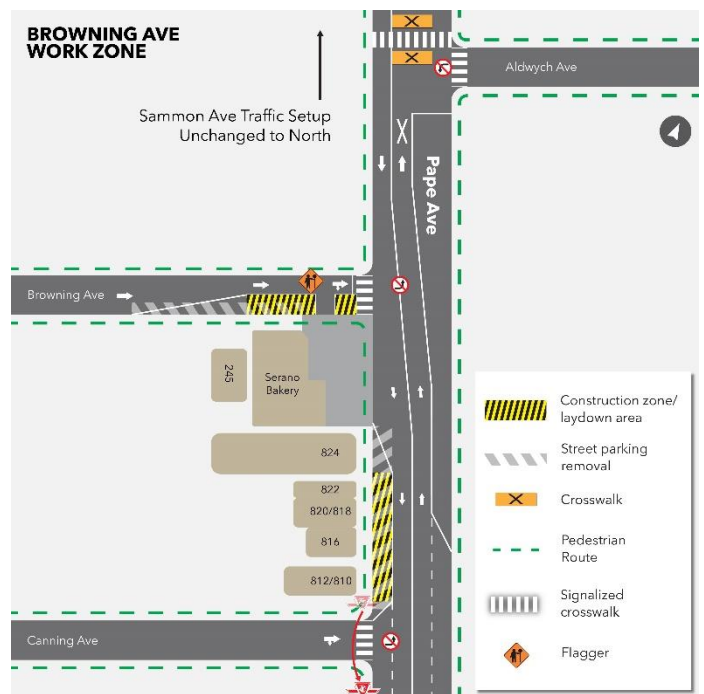 BROWNING AVE
WORK ZONE
Sammon Ave Traffic Setup
Unchanged to North
Aldwych Ave
Pape Ave
Browning Ave
245
Serano
Bakery
824
822
820/818
816
812/810
Canning Ave
Construction zone/
laydown area
Street parking
removal
Crosswalk
Pedestrian
Route
Signalized
crosswalk
Flagger